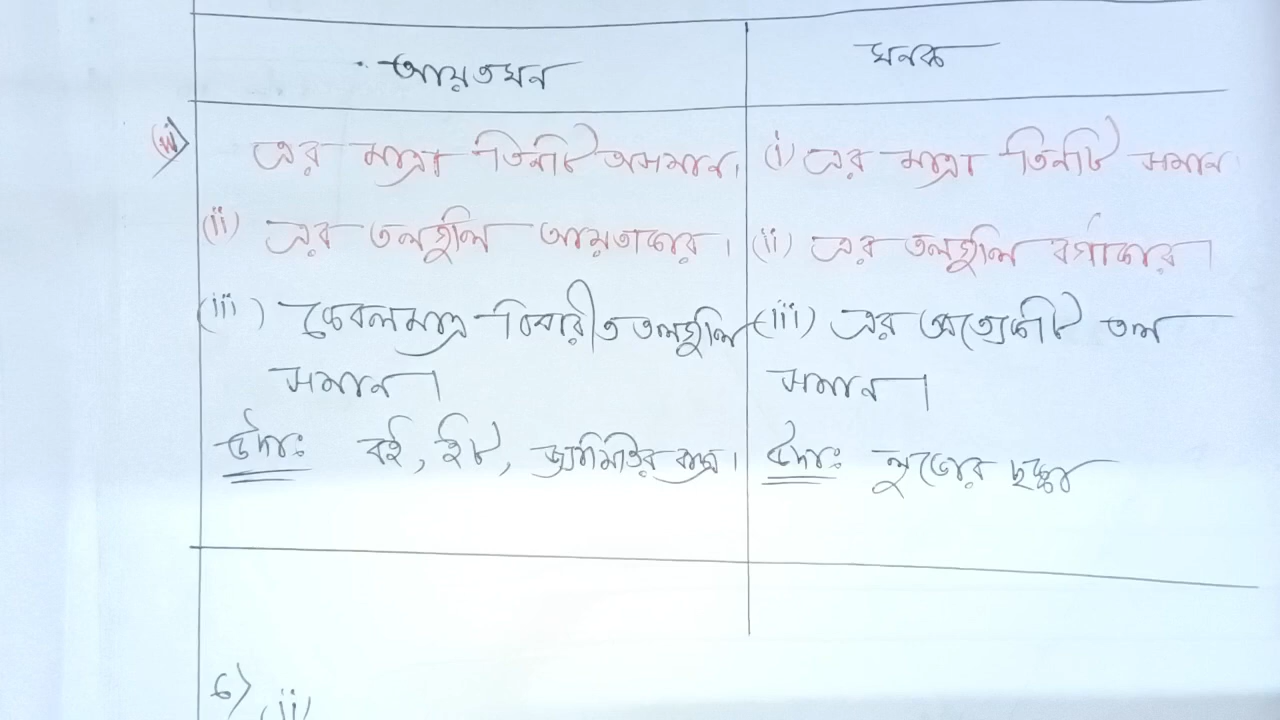 আয়তঘন ঘনক
এর মাত্রা তিনটি অসমান। (i) এর মাত্রা তিনটি সমান
(ii) এর তলগুলি আয়তাকার। (ii) এর তলগুলি বর্গাকার।
(iii) কেবলমাত্র বিপরীত তলগুলি (iii) এর প্রত্যেকটি তল
সমান। সমান।
উদাঃ বই, ইট, জ্যামিতির বাক্স। উদাঃ লুডোর ছক্কা
6) (ii)